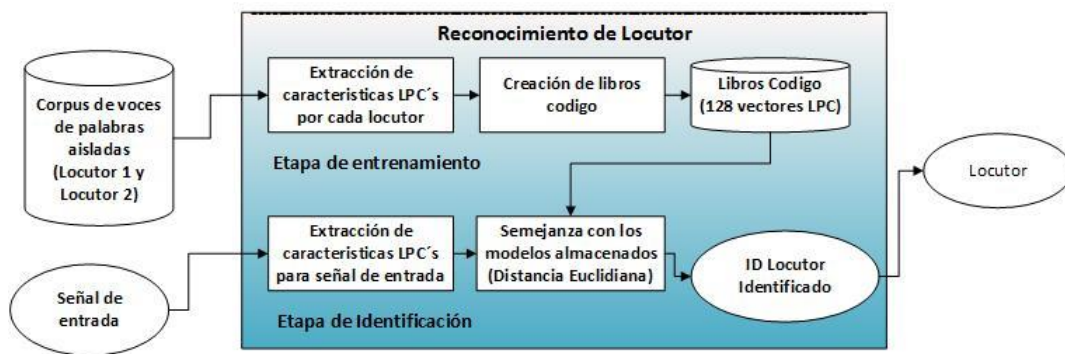 Reconocimiento de Locutor
Corpus de voces
de palabras
aisladas
(Locutor 1 y
Locutor 2)
Extracción de
caracteristicas LPC´s
por cada locutor
Creación de libros
codigo
Libros Codigo
(128 vectores LPC)
Etapa de entrenamiento
Locutor
Señal de
entrada
Extracción de
caracteristicas LPC´s
para señal de entrada
Semejanza con los
modelos almacenados
(Distancia Euclidiana)
ID Locutor
Identificado
Etapa de Identificación